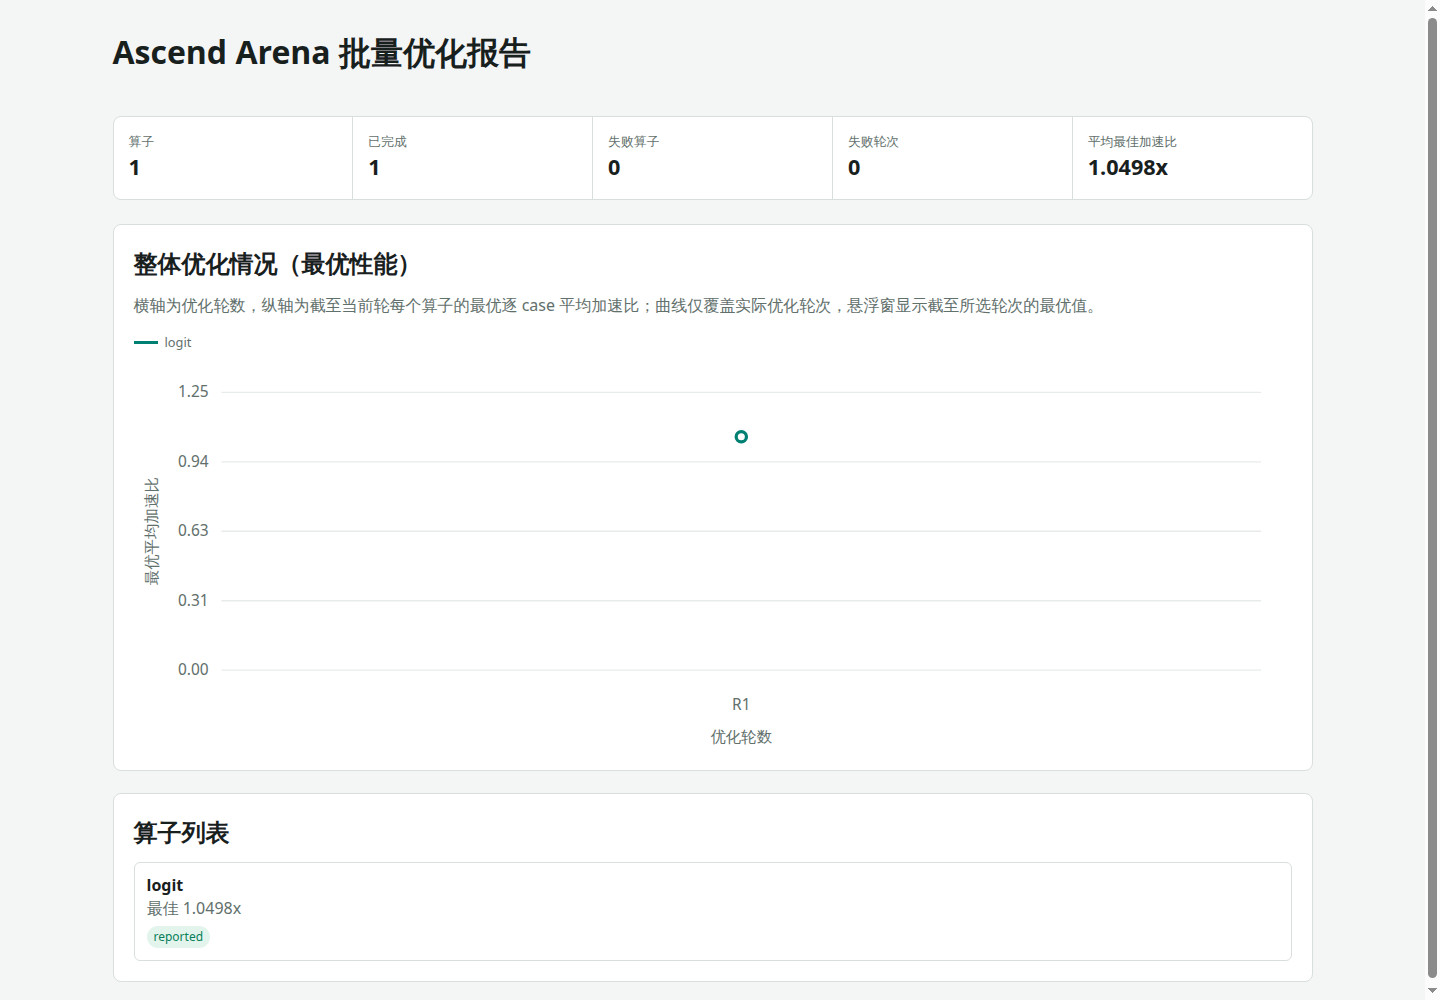 Ascend Arena 批量优化报告
算子
1
已完成
1
失败算子
0
失败轮次
0
平均最佳加速比
1.0498x
整体优化情况（最优性能）
横轴为优化轮数，纵轴为截至当前轮每个算子的最优逐 case 平均加速比；曲线仅覆盖实际优化轮次，悬浮窗显示截至所选轮次的最优值。
logit
1.25
0.94
0.63
0.31
0.00
最优平均加速比
R1
优化轮数
算子列表
logit
最佳 1.0498x
reported